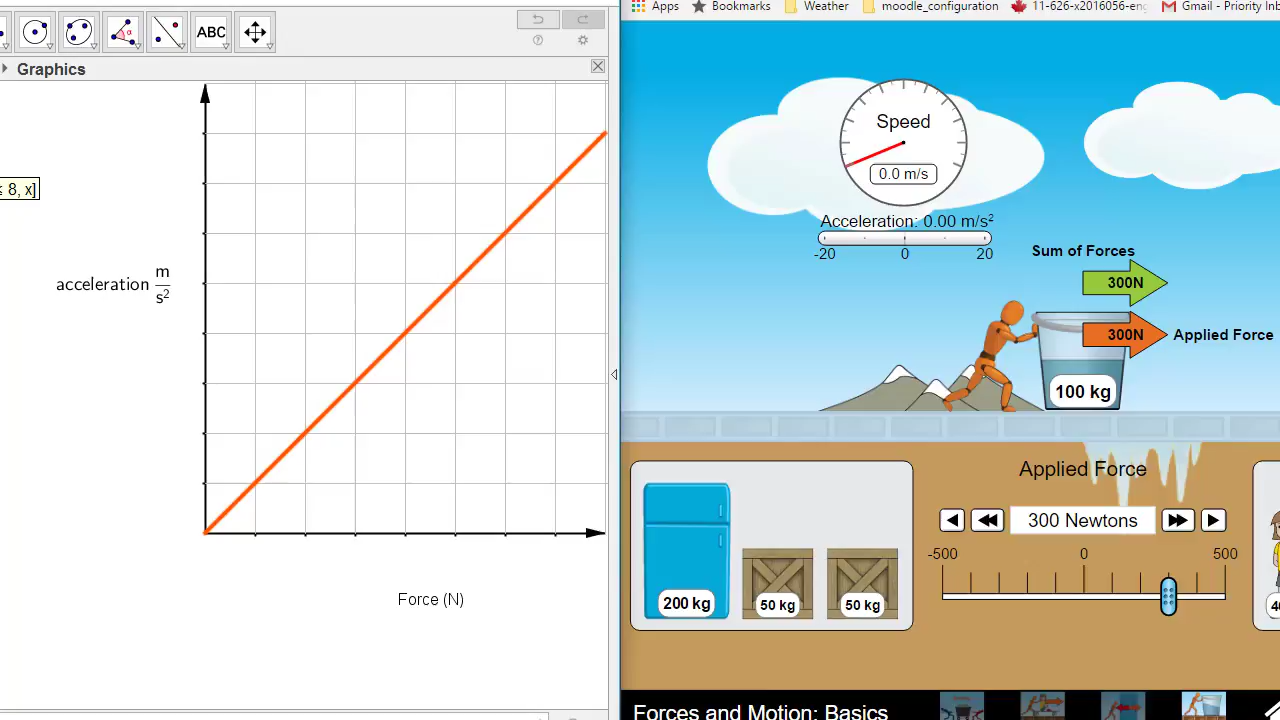 ABC
Graphics
< 8, x]
acceleration m/s²
Force (N)
Apps Bookmarks Weather moodle_configuration 11-626-x2016056-eng Gmail - Priority Inb
Speed
0.0 m/s
Acceleration: 0.00 m/s²
-20 0 20
Sum of Forces
300N
300N Applied Force
100 kg
Applied Force
300 Newtons
-500 0 500
200 kg 50 kg 50 kg
Forces and Motion: Basics